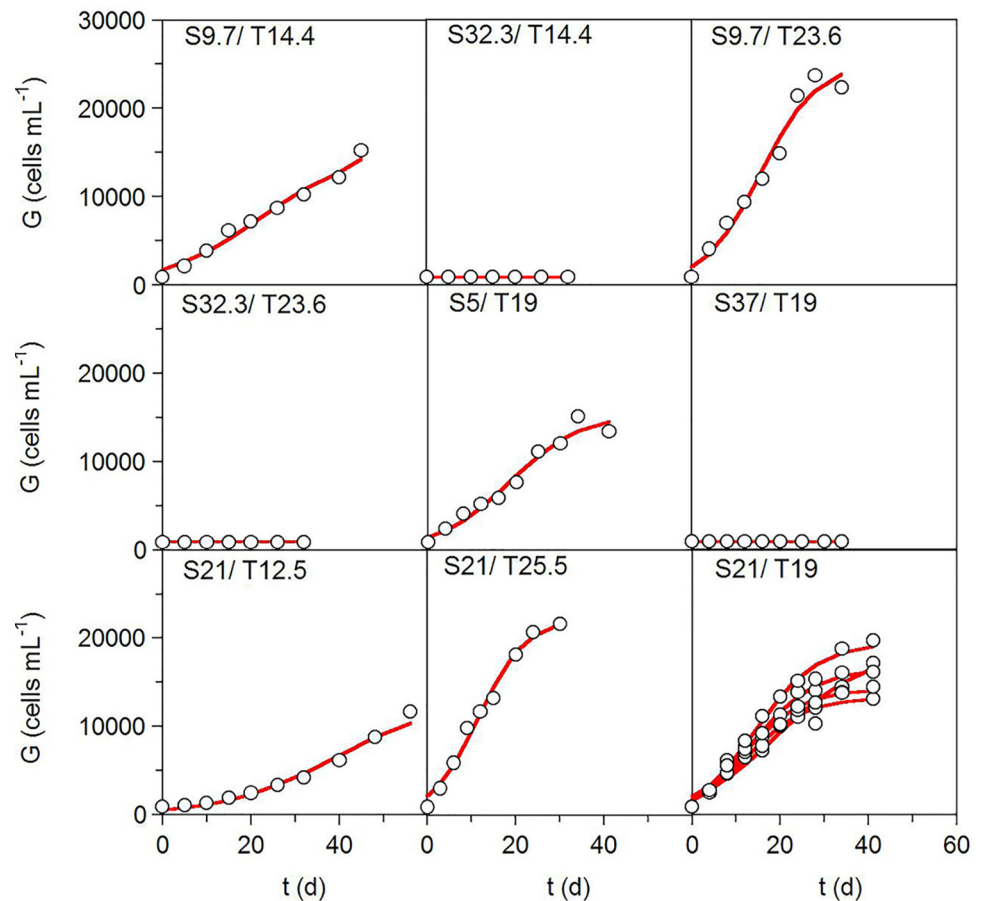 30000
S9.7/ T14.4 S32.3/ T14.4 S9.7/ T23.6
G (cells mL⁻¹)
20000
10000
0
S32.3/ T23.6 S5/ T19 S37/ T19
G (cells mL⁻¹)
20000
10000
0
S21/ T12.5 S21/ T25.5 S21/ T19
G (cells mL⁻¹)
20000
10000
0
0 20 40 0 20 40 0 20 40 60
t (d) t (d) t (d)